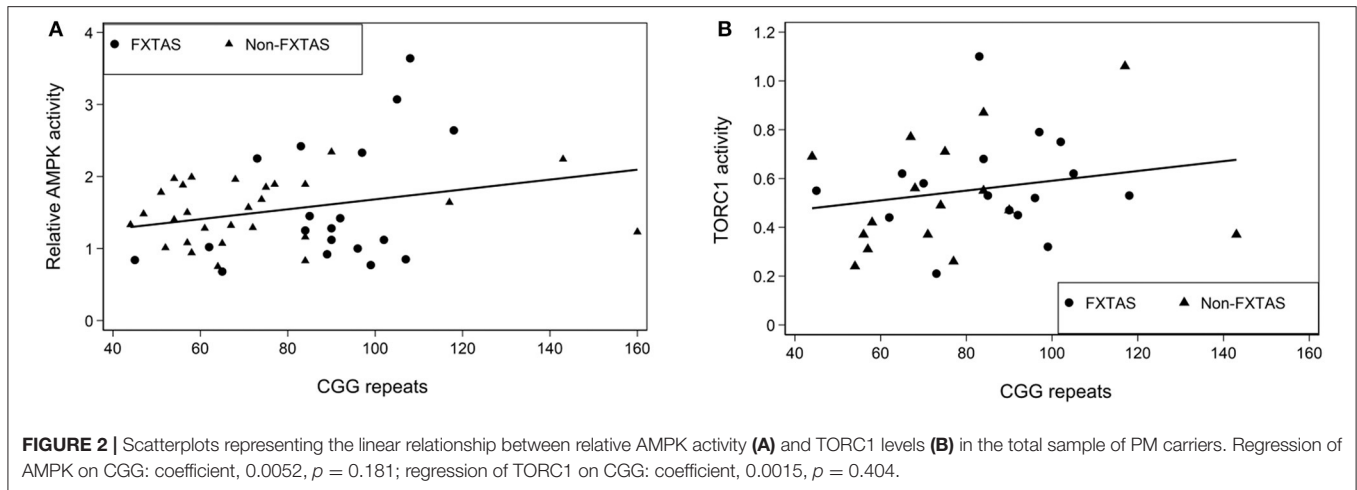 A
FXTAS
Non-FXTAS
Relative AMPK activity
4
3
2
1
0
40 60 80 100 120 140 160
CGG repeats
B
TORC1 activity
1.2
1.0
0.8
0.6
0.4
0.2
0
FXTAS
Non-FXTAS
40 60 80 100 120 140 160
CGG repeats
FIGURE 2 | Scatterplots representing the linear relationship between relative AMPK activity (A) and TORC1 levels (B) in the total sample of PM carriers. Regression of
AMPK on CGG: coefficient, 0.0052, p = 0.181; regression of TORC1 on CGG: coefficient, 0.0015, p = 0.404.